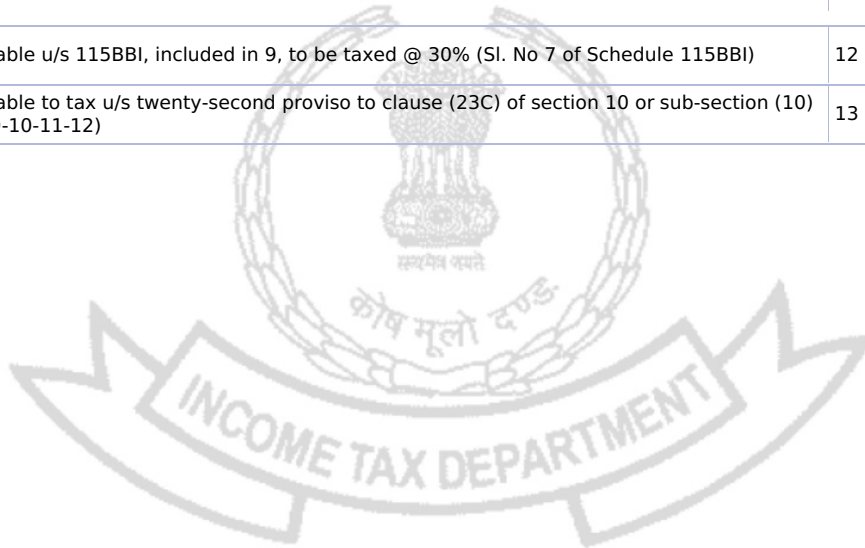 able u/s 115BBI, included in 9, to be taxed @ 30% (Sl. No 7 of Schedule 115BBI) 12
able to tax u/s twenty-second proviso to clause (23C) of section 10 or sub-section (10) 13
-10-11-12)
सत्यमेव जयते
कोष मूलो दण्डः
INCOME TAX DEPARTMENT